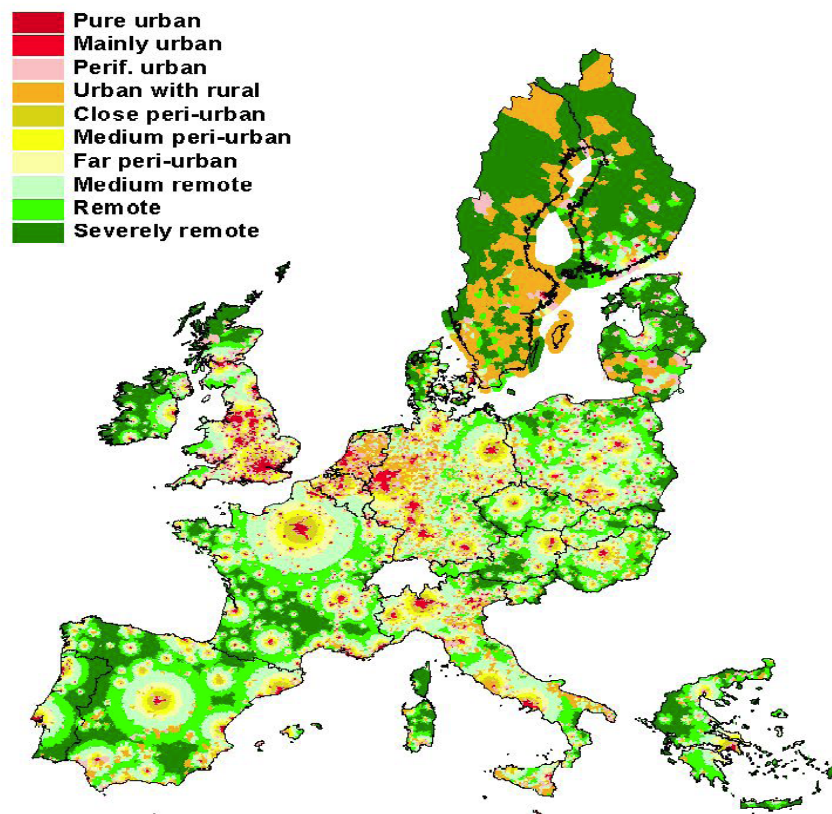 Pure urban
Mainly urban
Perif. urban
Urban with rural
Close peri-urban
Medium peri-urban
Far peri-urban
Medium remote
Remote
Severely remote